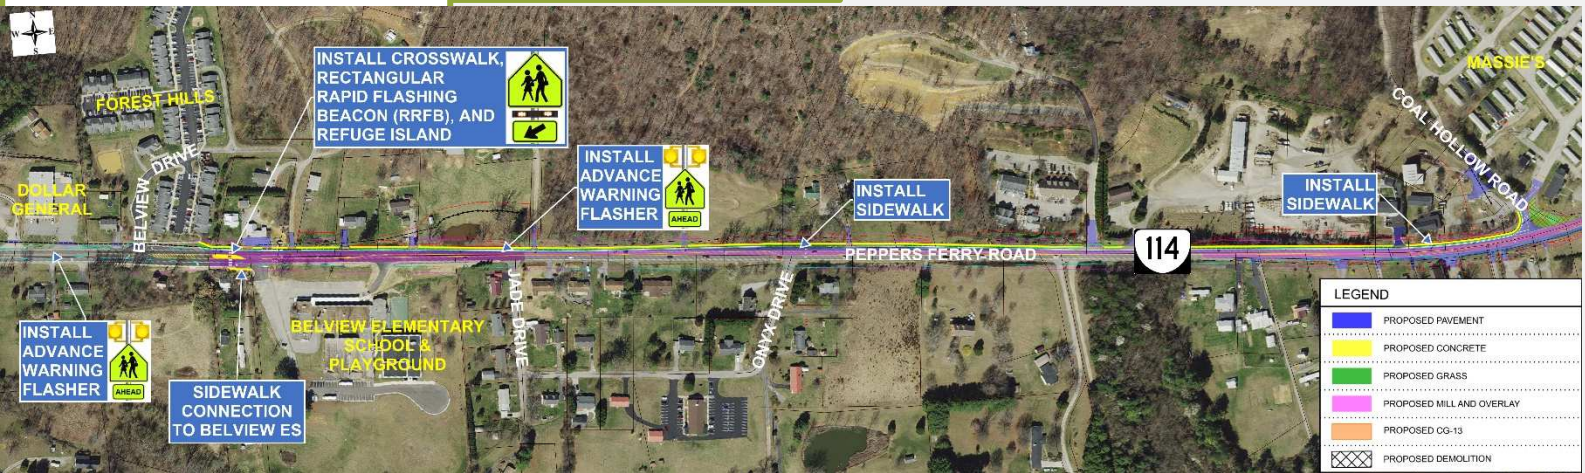 N
W E
S
INSTALL CROSSWALK,
RECTANGULAR
RAPID FLASHING
BEACON (RRFB), AND
REFUGE ISLAND
FOREST HILLS
MASSIE'S
COAL HOLLOW ROAD
DOLLAR
GENERAL
BELVIEW DRIVE
INSTALL
ADVANCE
WARNING
FLASHER
AHEAD
INSTALL
SIDEWALK
INSTALL
SIDEWALK
PEPPERS FERRY ROAD
114
INSTALL
ADVANCE
WARNING
FLASHER
AHEAD
SIDEWALK
CONNECTION
TO BELVIEW ES
BELVIEW ELEMENTARY
SCHOOL &
PLAYGROUND
JADE DRIVE
ONYX DRIVE
LEGEND
PROPOSED PAVEMENT
PROPOSED CONCRETE
PROPOSED GRASS
PROPOSED MILL AND OVERLAY
PROPOSED CG-13
PROPOSED DEMOLITION